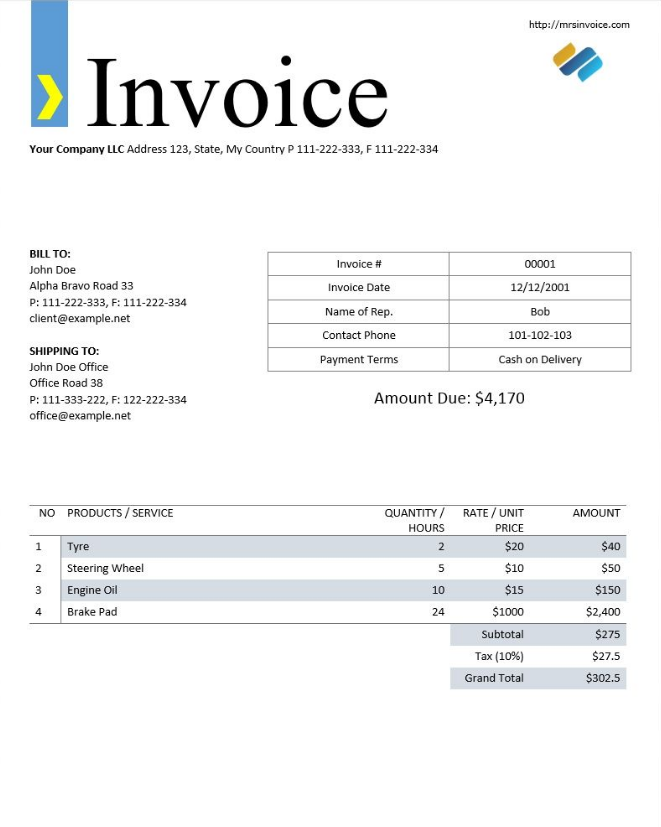 http://mrsinvoice.com
Invoice
Your Company LLC Address 123, State, My Country P 111-222-333, F 111-222-334
BILL TO:
John Doe
Alpha Bravo Road 33
P: 111-222-333, F: 111-222-334
client@example.net
SHIPPING TO:
John Doe Office
Office Road 38
P: 111-333-222, F: 122-222-334
office@example.net
Invoice # 00001
Invoice Date 12/12/2001
Name of Rep. Bob
Contact Phone 101-102-103
Payment Terms Cash on Delivery
Amount Due: $4,170
NO PRODUCTS / SERVICE QUANTITY / RATE / UNIT AMOUNT
HOURS PRICE
1 Tyre 2 $20 $40
2 Steering Wheel 5 $10 $50
3 Engine Oil 10 $15 $150
4 Brake Pad 24 $1000 $2,400
Subtotal $275
Tax (10%) $27.5
Grand Total $302.5